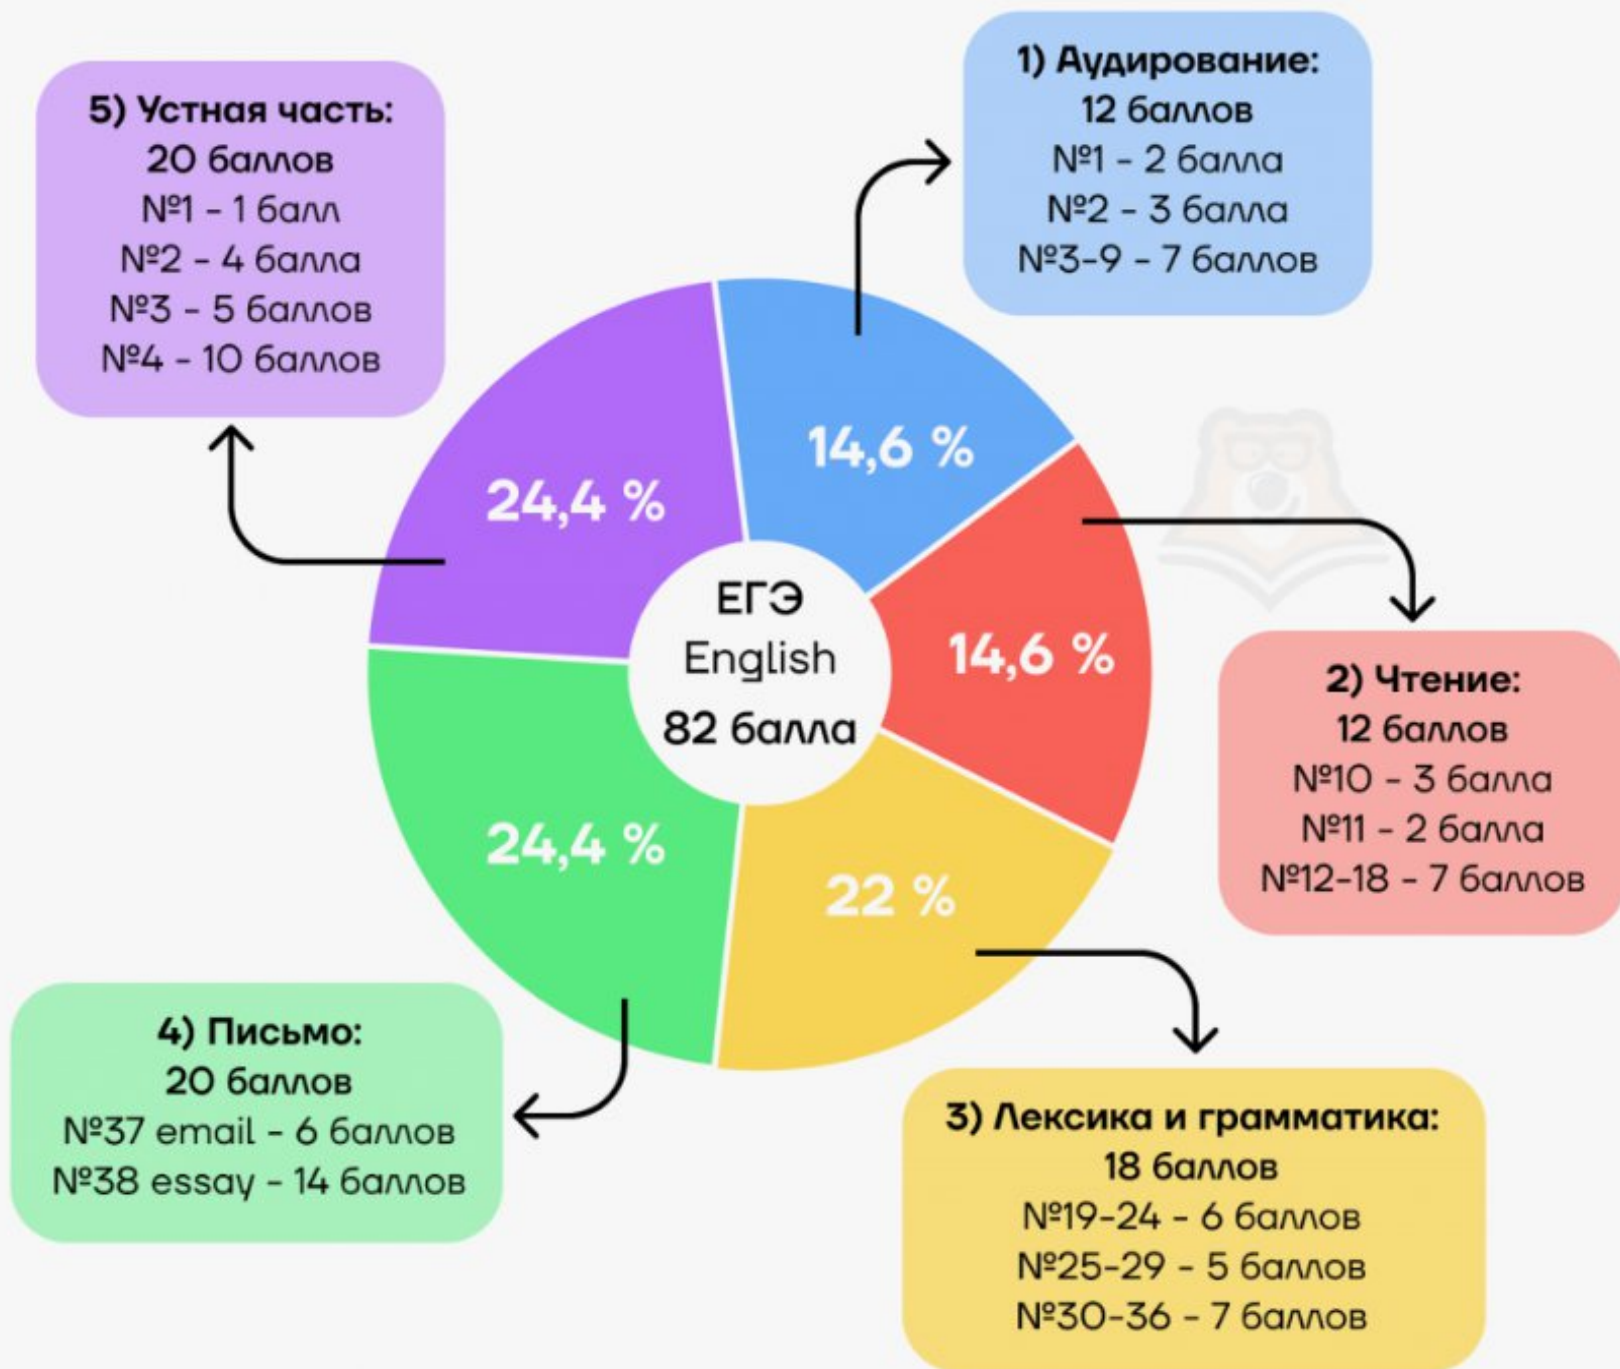 1) Аудирование:
12 баллов
№1 - 2 балла
№2 - 3 балла
№3-9 - 7 баллов
5) Устная часть:
20 баллов
№1 - 1 балл
№2 - 4 балла
№3 - 5 баллов
№4 - 10 баллов
14,6 %
24,4 %
ЕГЭ
English
82 балла
14,6 %
2) Чтение:
12 баллов
№10 - 3 балла
№11 - 2 балла
№12-18 - 7 баллов
24,4 %
22 %
4) Письмо:
20 баллов
№37 email - 6 баллов
№38 essay - 14 баллов
3) Лексика и грамматика:
18 баллов
№19-24 - 6 баллов
№25-29 - 5 баллов
№30-36 - 7 баллов